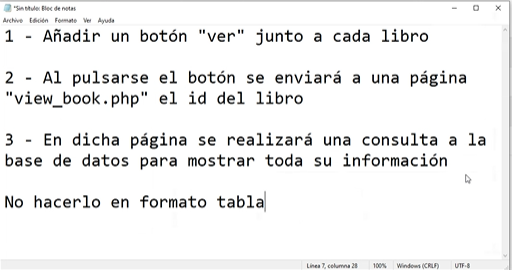 *Sin título: Bloc de notas
Archivo Edición Formato Ver Ayuda
1 - Añadir un botón "ver" junto a cada libro
2 - Al pulsarse el botón se enviará a una página
"view_book.php" el id del libro
3 - En dicha página se realizará una consulta a la
base de datos para mostrar toda su información
No hacerlo en formato tabla
Línea 7, columna 28 100% Windows (CRLF) UTF-8